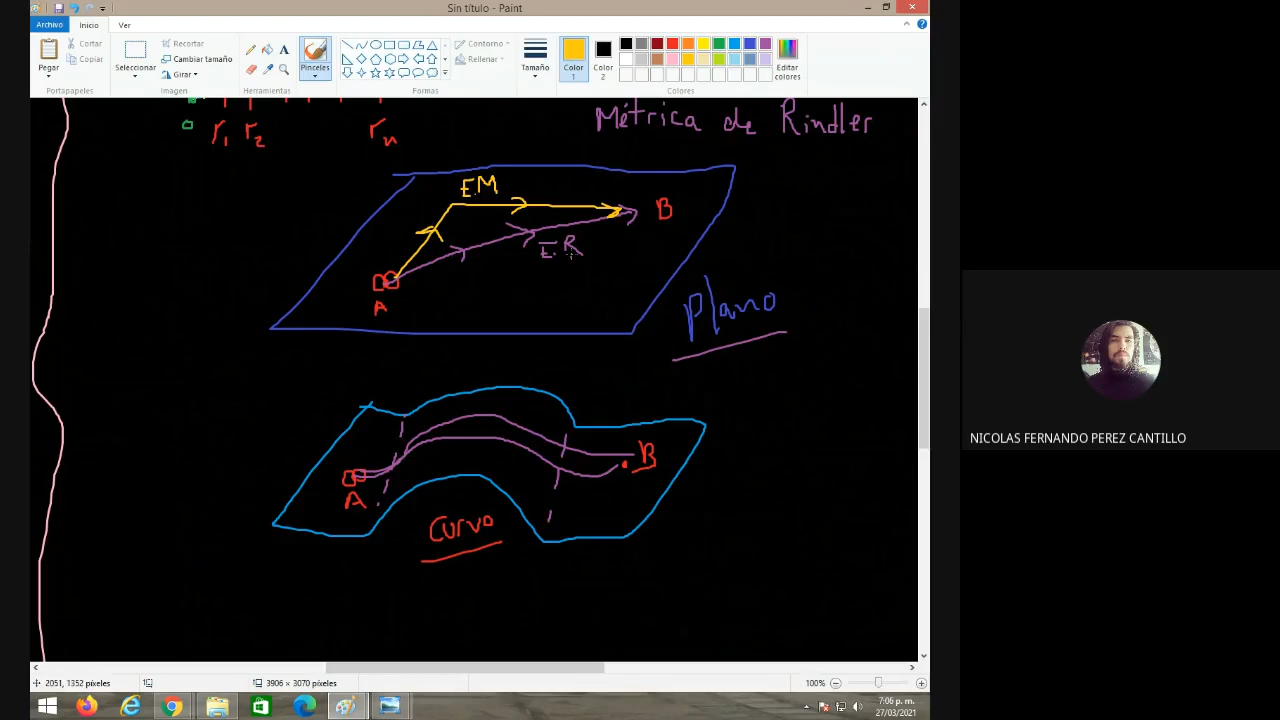 Sin título - Paint
Archivo
Inicio
Ver
Pegar
Cortar
Copiar
Portapapeles
Seleccionar
Recortar
Cambiar tamaño
Girar
Imagen
A
Herramientas
Pinceles
Contorno
Rellenar
Formas
Tamaño
Color 1
Color 2
Editar colores
Colores
r1 r2 rn
Métrica de Rindler
E.M
B
E.R
A
Plano
B
A
Curvo
NICOLAS FERNANDO PEREZ CANTILLO
2051, 1352 píxeles
3906 × 3070 píxeles
100%
7:06 p. m.
27/03/2021